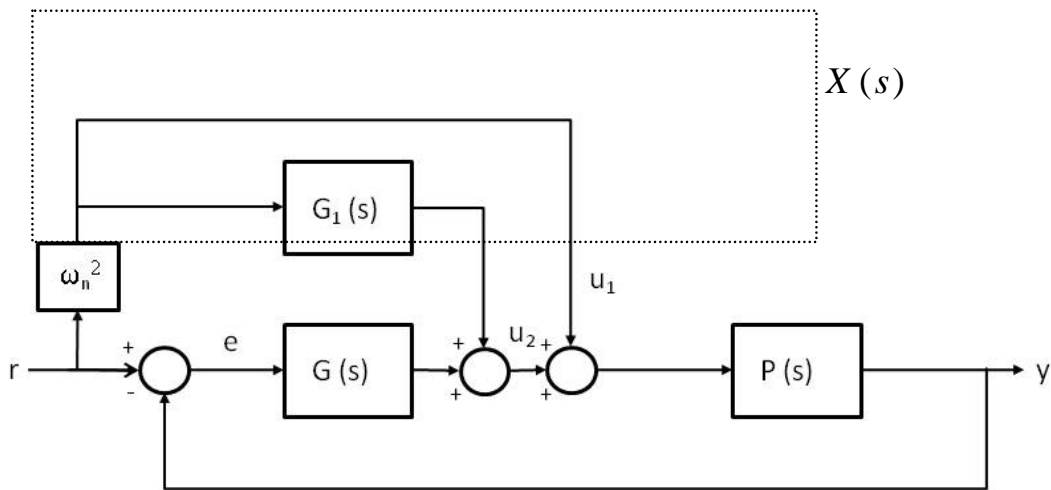 X (s)
G₁ (s)
ωₙ²
u₁
+
e
+
u₂
+
r
G (s)
P (s)
y
-
+
+